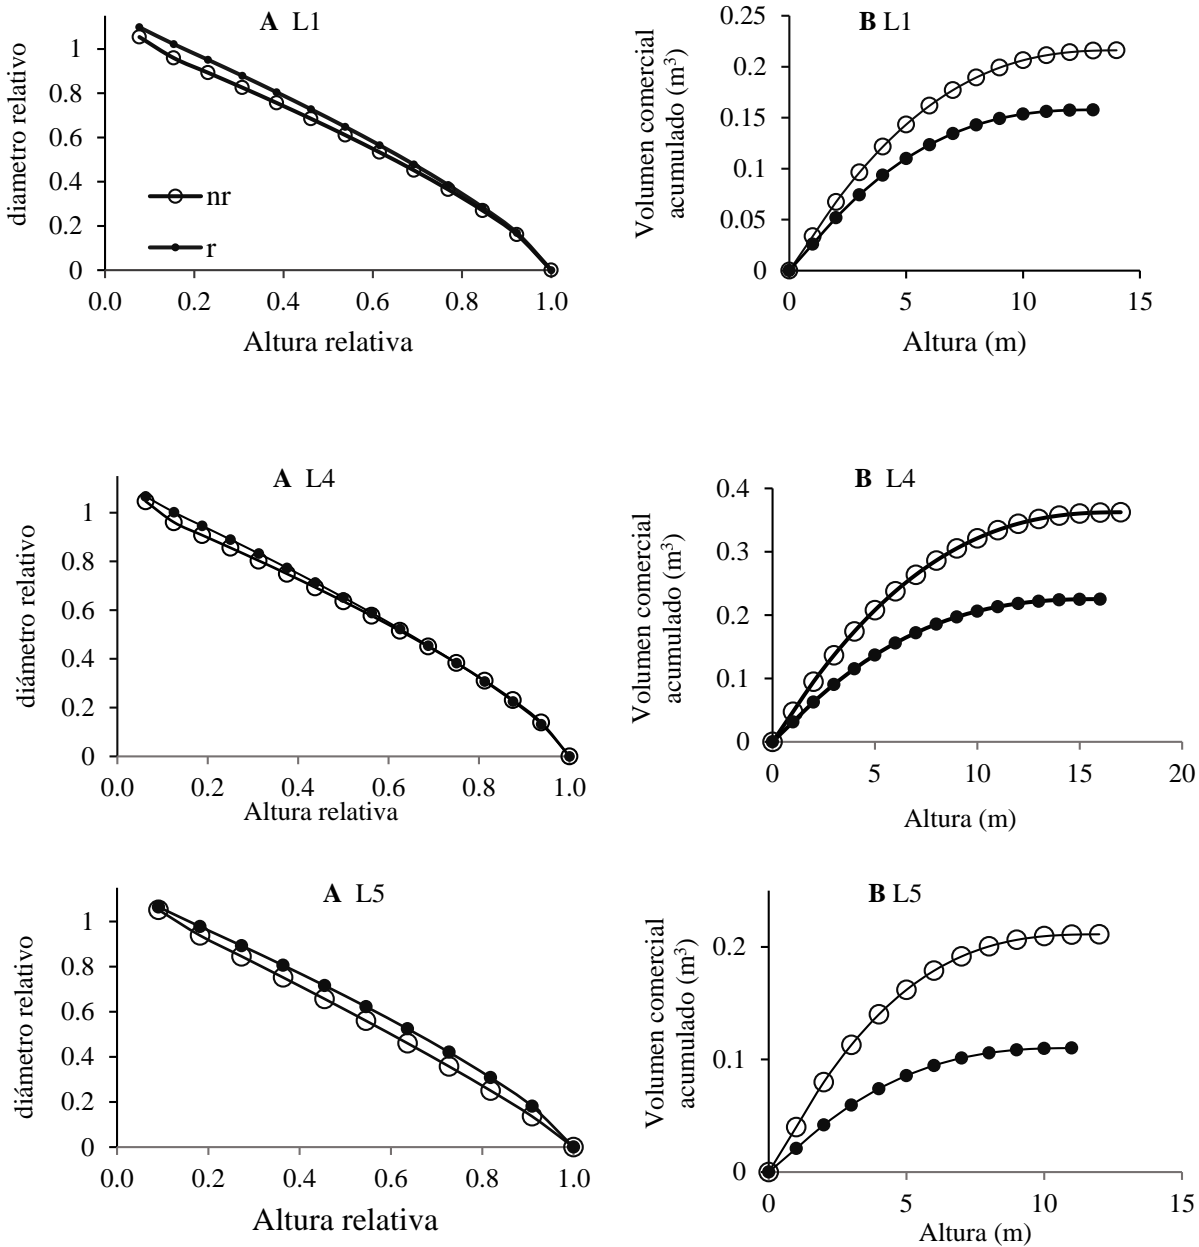 A L1
diametro relativo
1
0.8
0.6
0.4
0.2
0
nr
r
0.0 0.2 0.4 0.6 0.8 1.0
Altura relativa
B L1
Volumen comercial
acumulado (m³)
0.25
0.2
0.15
0.1
0.05
0
0 5 10 15
Altura (m)
A L4
diámetro relativo
1
0.8
0.6
0.4
0.2
0
0.0 0.2 0.4 0.6 0.8 1.0
Altura relativa
B L4
Volumen comercial
acumulado (m³)
0.4
0.3
0.2
0.1
0
0 5 10 15 20
Altura (m)
A L5
diámetro relativo
1
0.8
0.6
0.4
0.2
0
0.0 0.2 0.4 0.6 0.8 1.0
Altura relativa
B L5
Volumen comercial
acumulado (m³)
0.2
0.1
0
0 5 10 15
Altura (m)